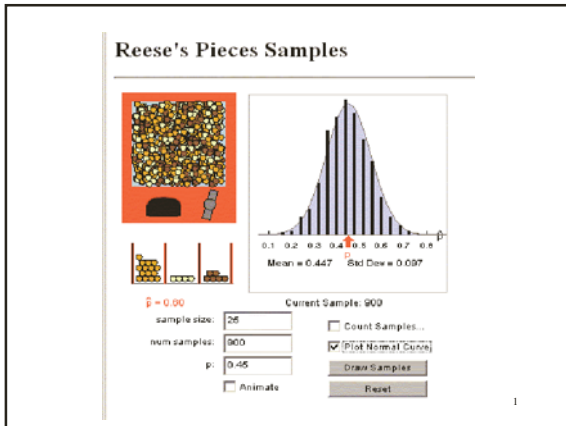 Reese's Pieces Samples
0.1 0.2 0.3 0.4 0.5 0.6 0.7 0.8 p̂
p
Mean = 0.447 Std Dev = 0.097
p̂ = 0.60
Current Sample: 900
sample size: 25
Count Samples...
num samples: 900
Plot Normal Curve
p: 0.45
Draw Samples
Animate
Reset
1